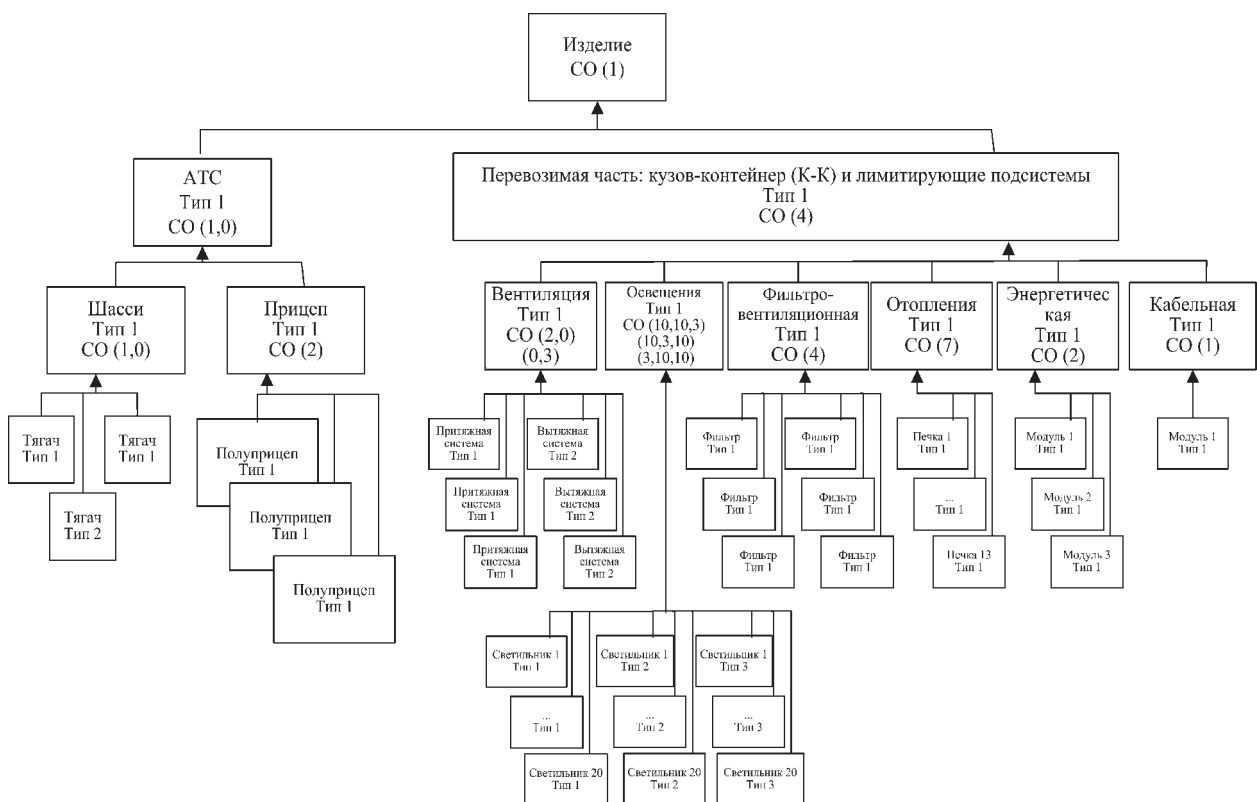 Изделие
СО (1)
АТС
Тип 1
СО (1,0)
Перевозимая часть: кузов-контейнер (К-К) и лимитирующие подсистемы
Тип 1
СО (4)
Шасси
Тип 1
СО (1,0)
Прицеп
Тип 1
СО (2)
Вентиляция
Тип 1
СО (2,0)
(0,3)
Освещения
Тип 1
СО (10,10,3)
(10,3,10)
(3,10,10)
Фильтро-
вентиляционная
Тип 1
СО (4)
Отопления
Тип 1
СО (7)
Энергетичес
кая
Тип 1
СО (2)
Кабельная
Тип 1
СО (1)
Тягач
Тип 1
Тягач
Тип 1
Тягач
Тип 2
Полуприцеп
Тип 1
Полуприцеп
Тип 1
Полуприцеп
Тип 1
Притяжная
система
Тип 1
Притяжная
система
Тип 1
Притяжная
система
Тип 1
Вытяжная
система
Тип 2
Вытяжная
система
Тип 2
Вытяжная
система
Тип 2
Фильтр
Тип 1
Фильтр
Тип 1
Фильтр
Тип 1
Фильтр
Тип 1
Фильтр
Тип 1
Фильтр
Тип 1
Печка 1
Тип 1
...
Тип 1
Печка 13
Тип 1
Модуль 1
Тип 1
Модуль 2
Тип 1
Модуль 3
Тип 1
Модуль 1
Тип 1
Светильник 1
Тип 1
...
Тип 1
Светильник 20
Тип 1
Светильник 1
Тип 2
...
Тип 2
Светильник 20
Тип 2
Светильник 1
Тип 3
...
Тип 3
Светильник 20
Тип 3